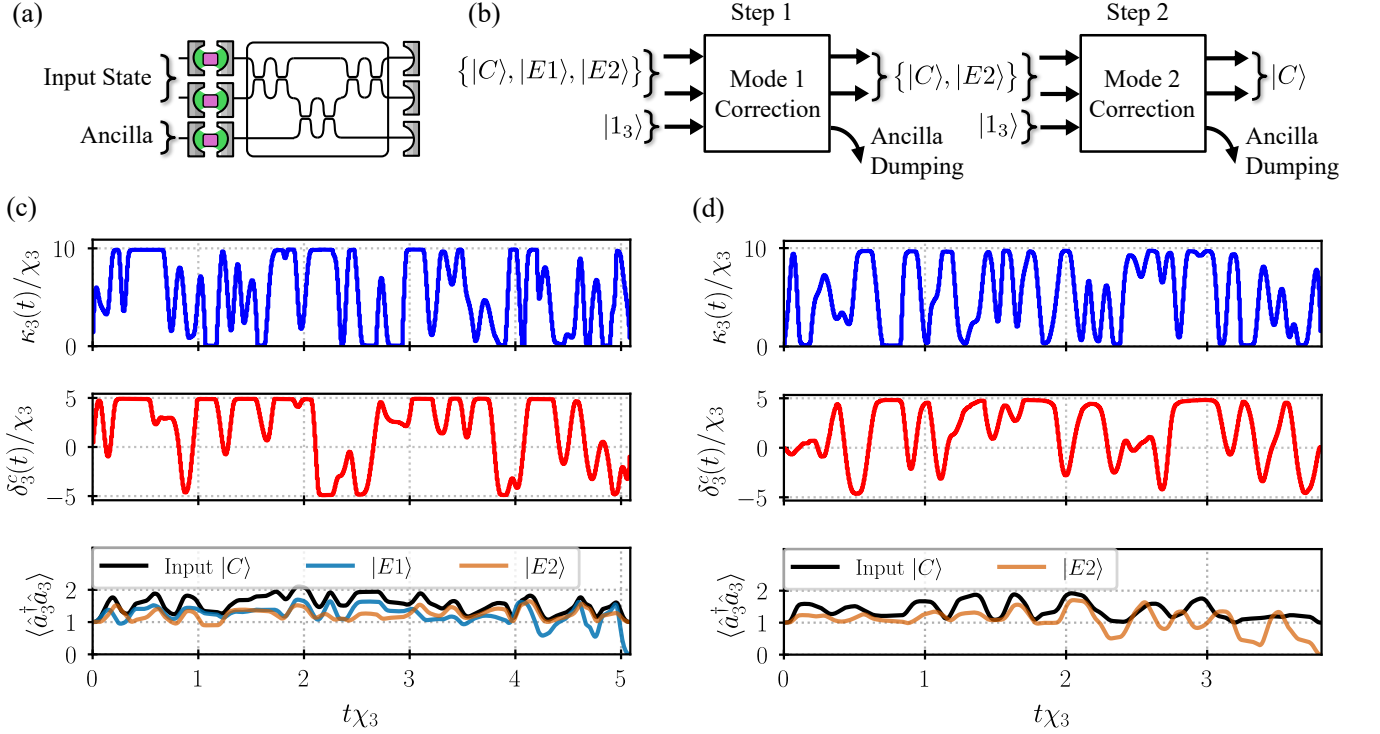 (a)
Input State
Ancilla
(b)
Step 1
{|C⟩, |E1⟩, |E2⟩}
|1₃⟩
Mode 1
Correction
{|C⟩, |E2⟩}
Ancilla
Dumping
Step 2
|1₃⟩
Mode 2
Correction
|C⟩
Ancilla
Dumping
(c)
κ₃(t)/χ₃
10
0
δ₃ᶜ(t)/χ₃
5
0
−5
⟨â₃†â₃⟩
2
1
0
Input |C⟩ |E1⟩ |E2⟩
0 1 2 3 4 5
tχ₃
(d)
κ₃(t)/χ₃
10
0
δ₃ᶜ(t)/χ₃
5
0
−5
⟨â₃†â₃⟩
2
1
0
Input |C⟩ |E2⟩
0 1 2 3
tχ₃